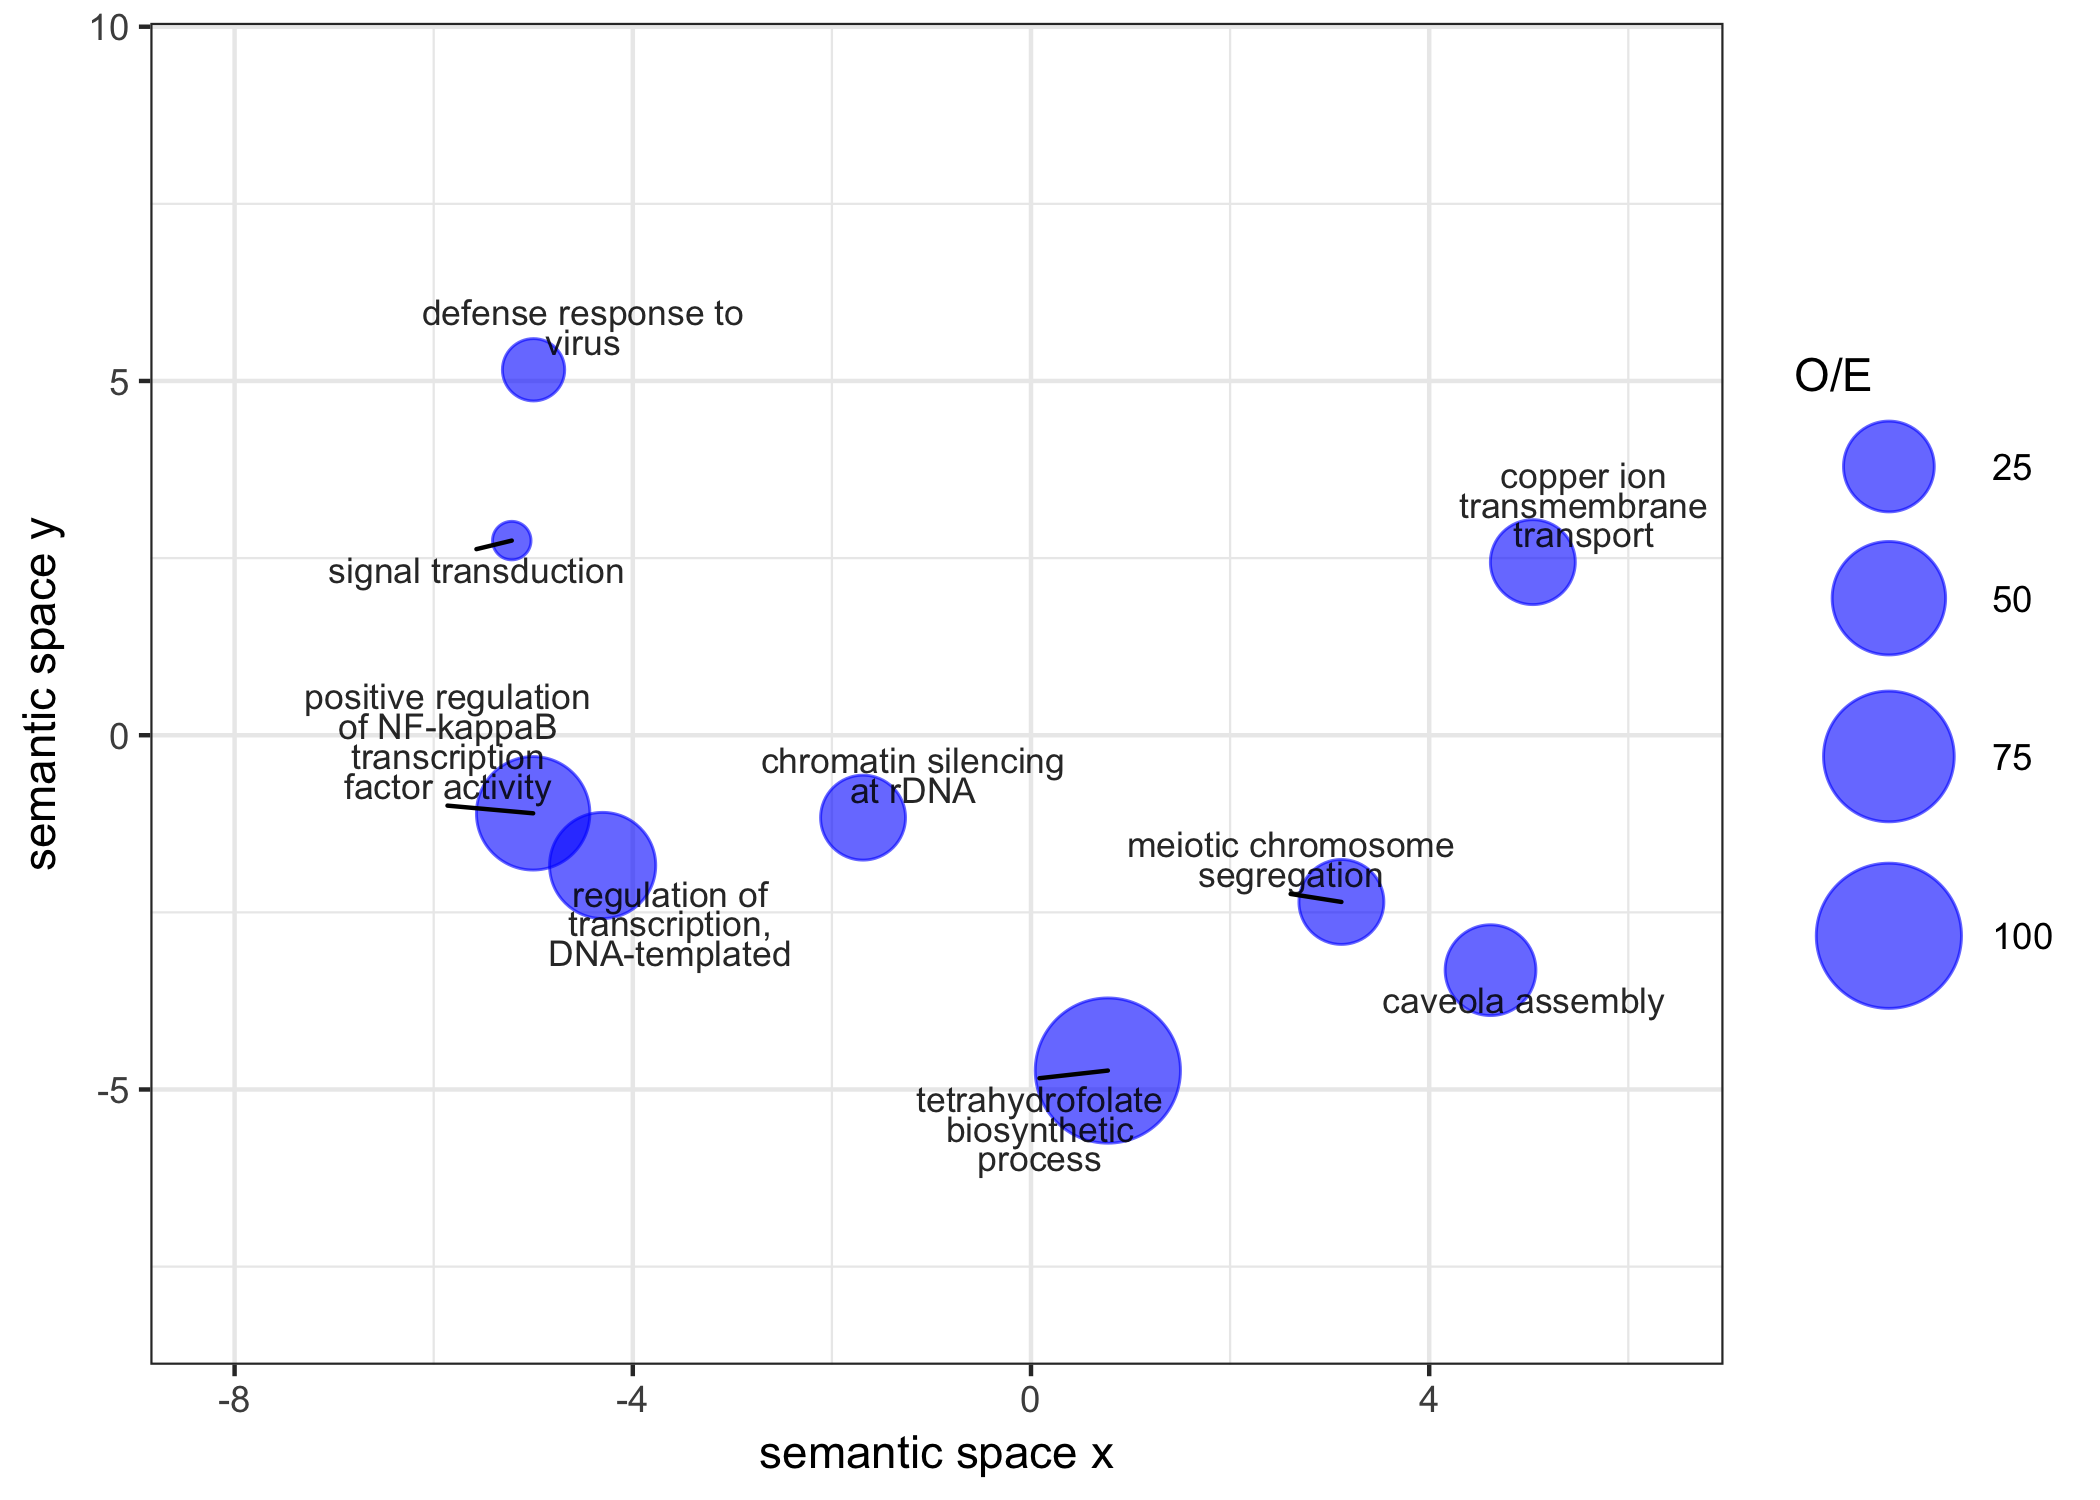 10
5
0
-5
-8
-4
0
4
semantic space y
semantic space x
defense response to
virus
signal transduction
copper ion
transmembrane
transport
positive regulation
of NF-kappaB
transcription
factor activity
chromatin silencing
at rDNA
regulation of
transcription,
DNA-templated
meiotic chromosome
segregation
caveola assembly
tetrahydrofolate
biosynthetic
process
O/E
25
50
75
100